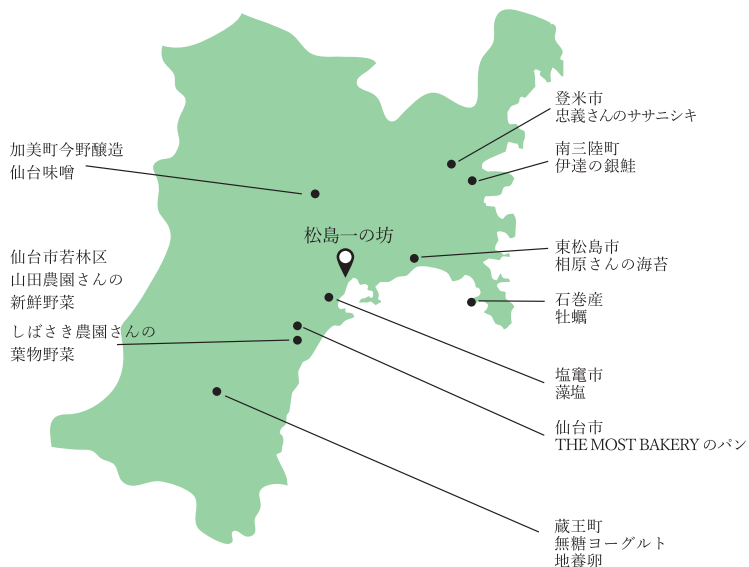 加美町今野醸造
仙台味噌
仙台市若林区
山田農園さんの
新鮮野菜
しばさき農園さんの
葉物野菜
松島一の坊
登米市
忠義さんのササニシキ
南三陸町
伊達の銀鮭
東松島市
相原さんの海苔
石巻産
牡蠣
塩竈市
藻塩
仙台市
THE MOST BAKERY のパン
蔵王町
無糖ヨーグルト
地養卵